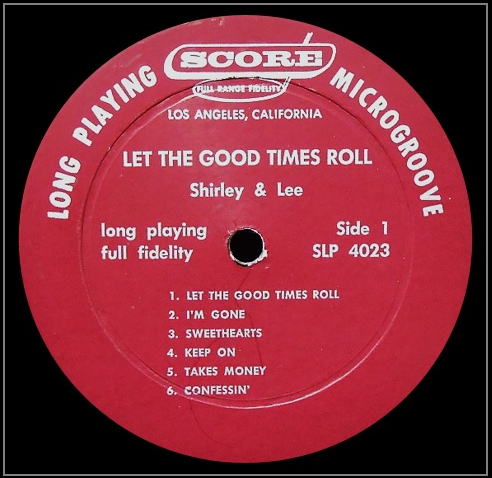 SCORE
FULL RANGE FIDELITY
LONG PLAYING MICROGROOVE
LOS ANGELES, CALIFORNIA
LET THE GOOD TIMES ROLL
Shirley & Lee
long playing
full fidelity
Side 1
SLP 4023
1. LET THE GOOD TIMES ROLL
2. I'M GONE
3. SWEETHEARTS
4. KEEP ON
5. TAKES MONEY
6. CONFESSIN'